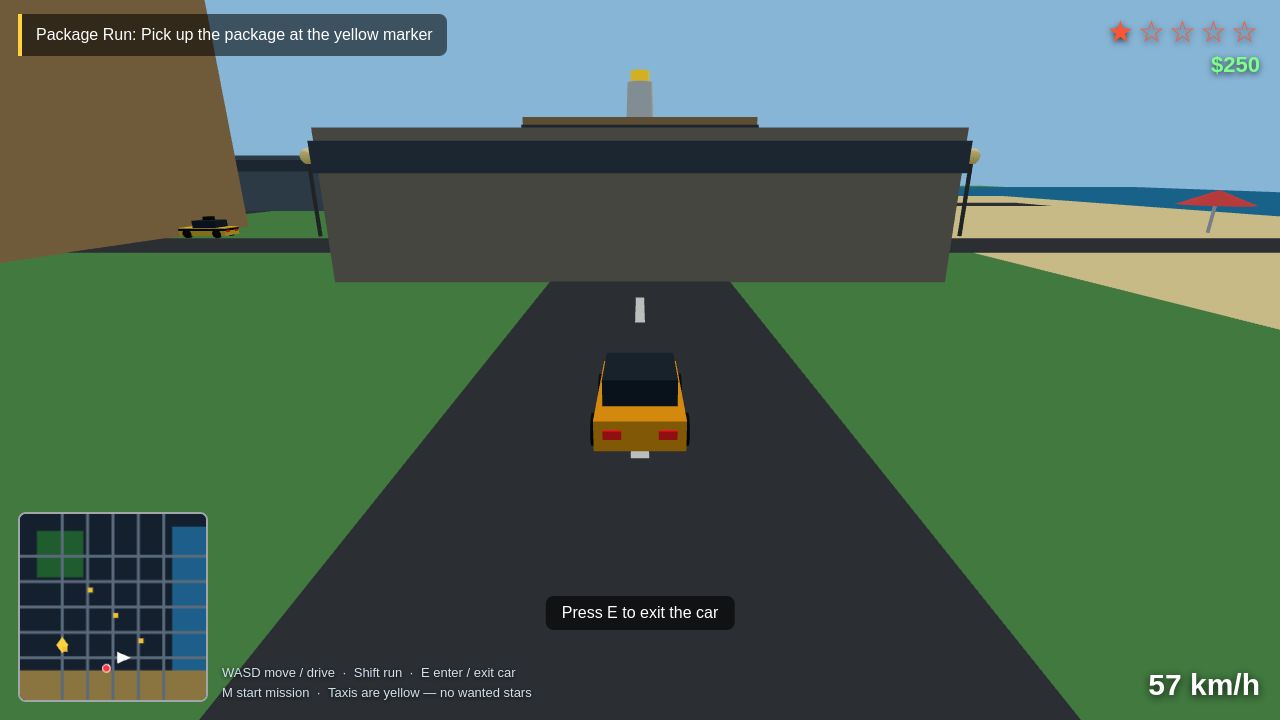 Package Run: Pick up the package at the yellow marker
$250
Press E to exit the car
WASD move / drive · Shift run · E enter / exit car
M start mission · Taxis are yellow — no wanted stars
57 km/h